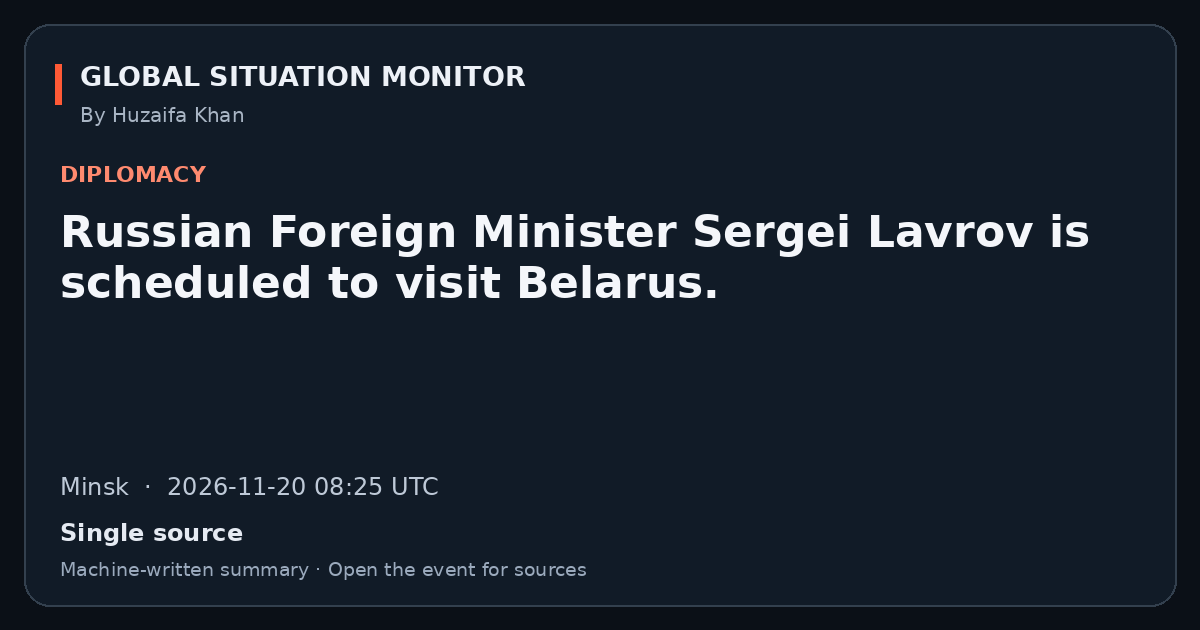 GLOBAL SITUATION MONITOR
By Huzaifa Khan
DIPLOMACY
Russian Foreign Minister Sergei Lavrov is
scheduled to visit Belarus.
Minsk · 2026-11-20 08:25 UTC
Single source
Machine-written summary · Open the event for sources